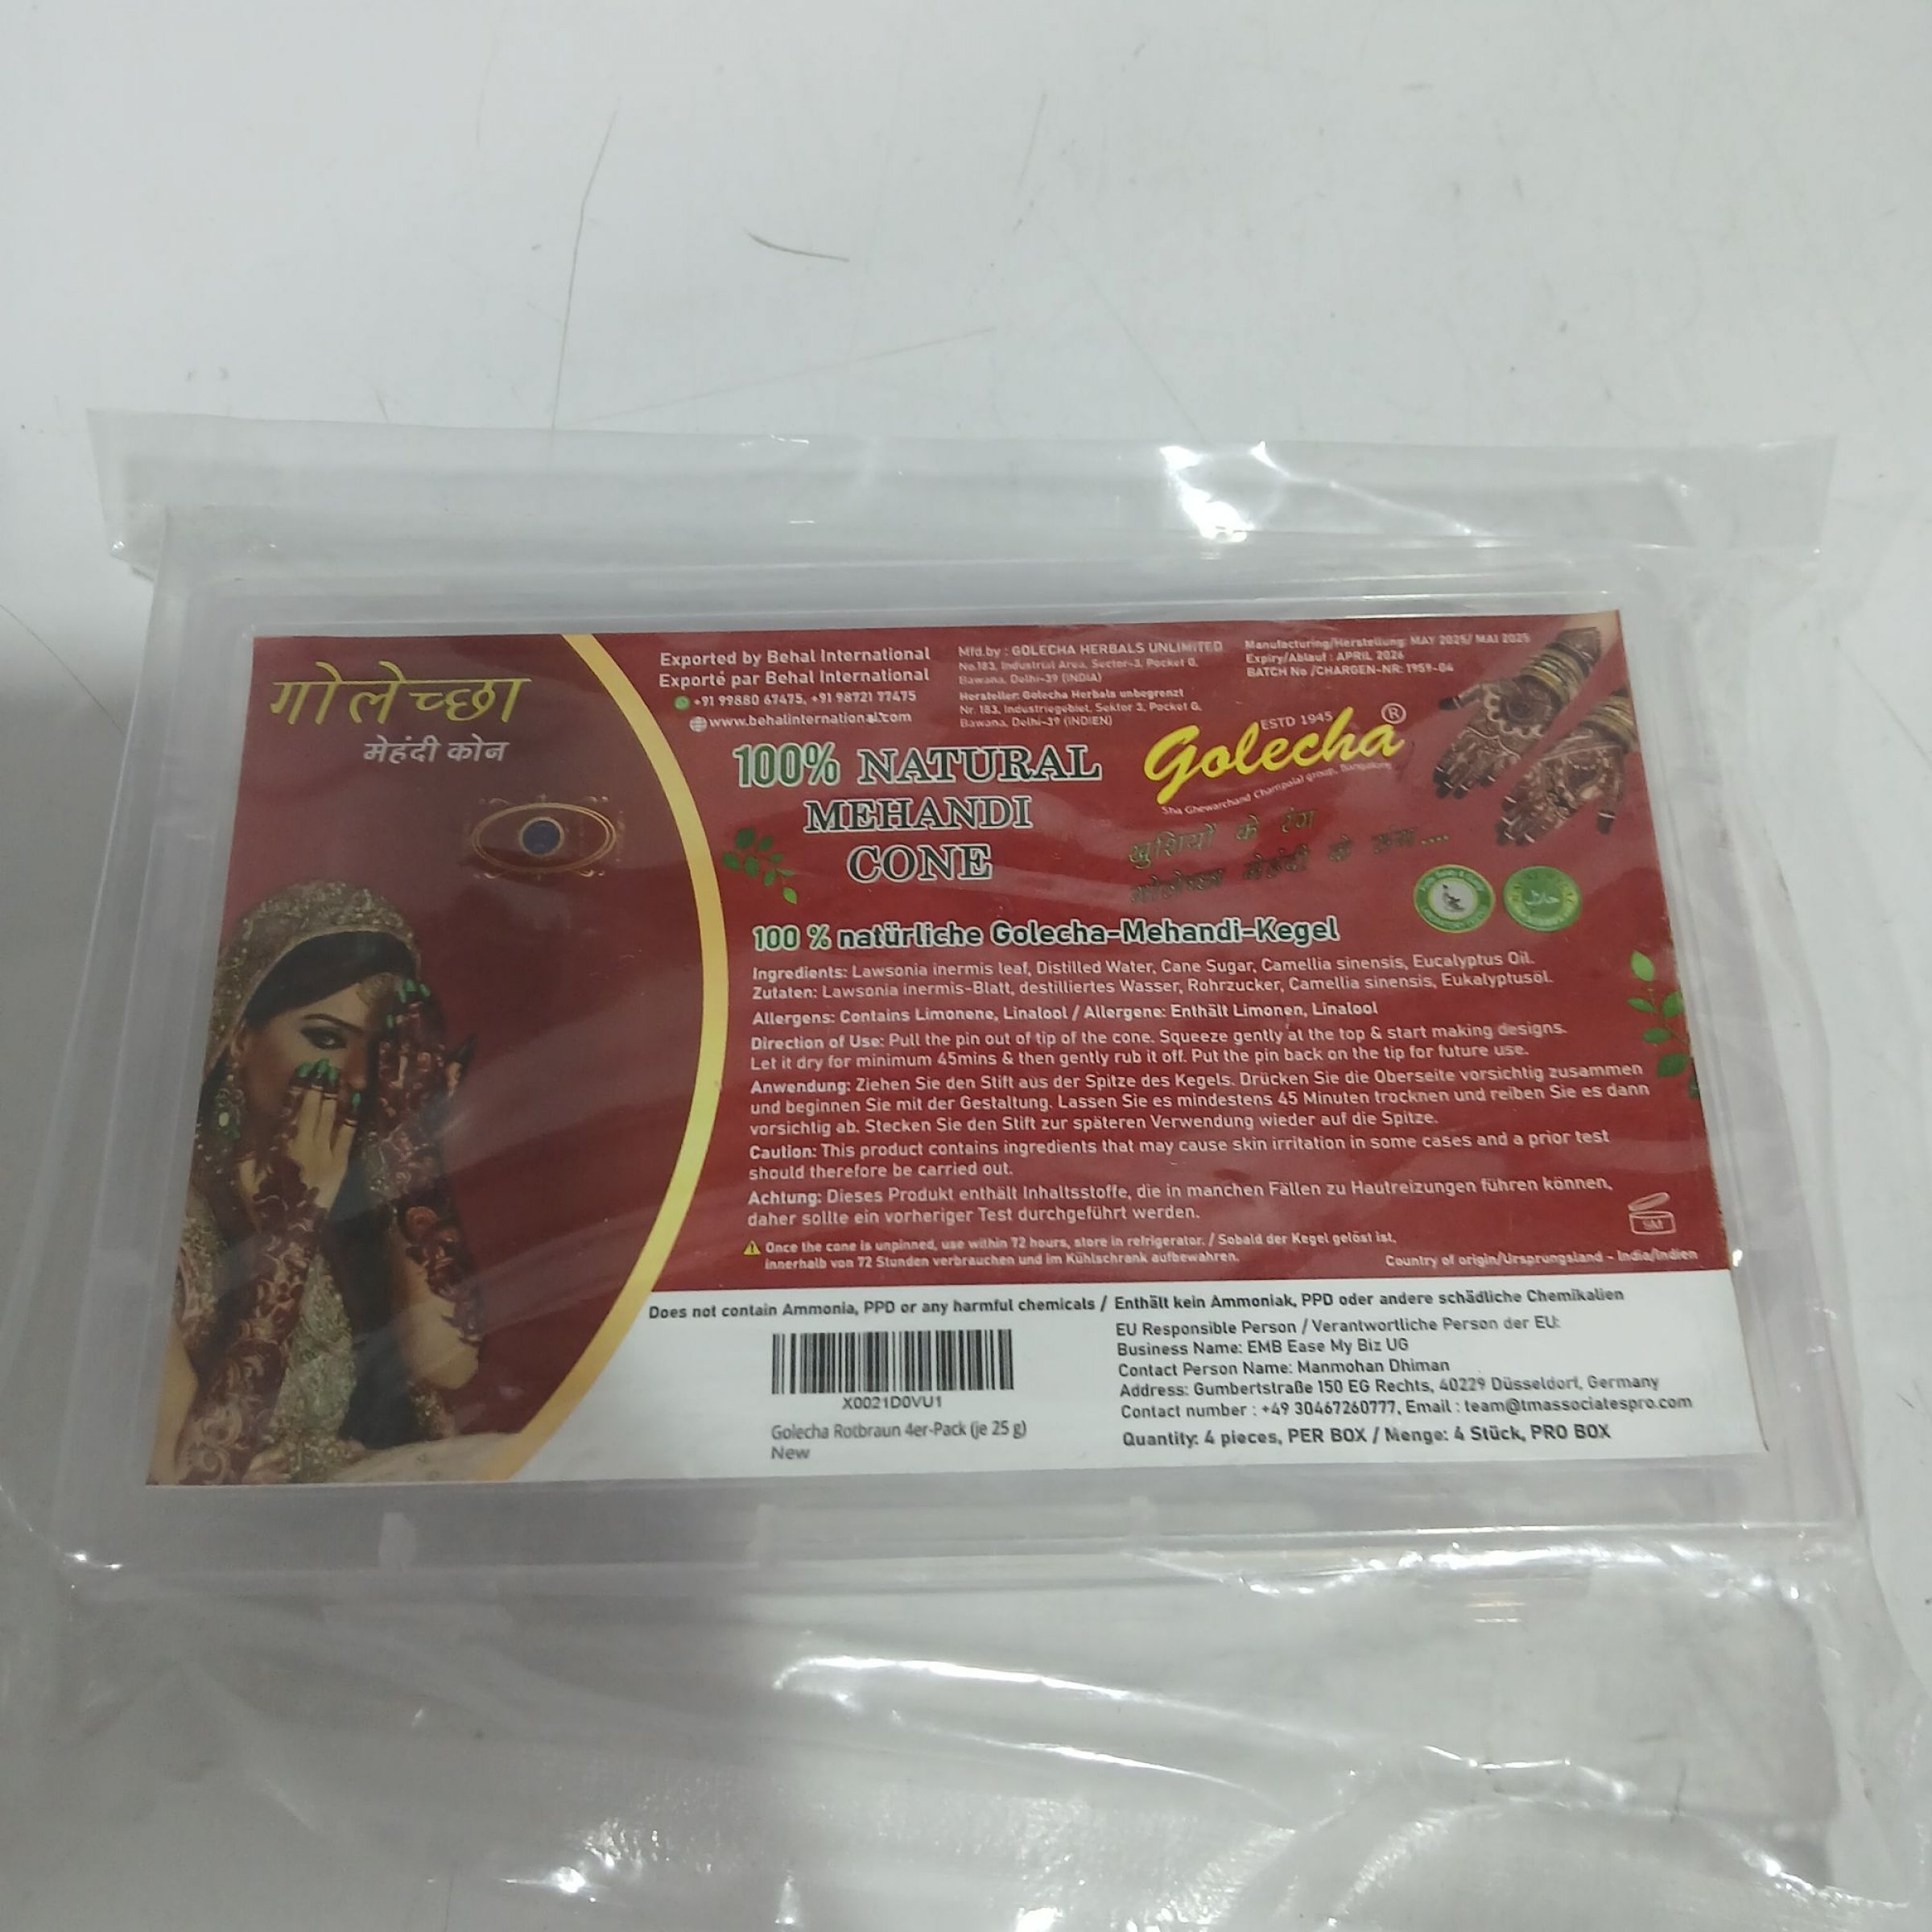 गोलेच्छा
मेहंदी कोन
Exported by Behal International
Exporté par Behal International
+91 99880 67475, +91 98721 77475
www.behalinternational.com
Mfd.by : GOLECHA HERBALS UNLIMITED
No.183, Industrial Area, Sector-3, Pocket G,
Bawana, Delhi-39 (INDIA)
Hersteller: Golecha Herbals unbegrenzt
Nr. 183, Industriegebiet, Sektor 3, Pocket G,
Bawana, Delhi-39 (INDIEN)
Manufacturing/Herstellung: MAY 2025/ MAI 2025
Expiry/Ablauf : APRIL 2026
BATCH No /CHARGEN-NR: 1959-04
100% NATURAL
MEHANDI
CONE
ESTD 1945
Golecha®
Sha Ghewarchand Champalal group, Bangalore
खुशियों के रंग
गोलेच्छा मेहंदी के संग....
حلال
100 % natürliche Golecha-Mehandi-Kegel
Ingredients: Lawsonia inermis leaf, Distilled Water, Cane Sugar, Camellia sinensis, Eucalyptus Oil.
Zutaten: Lawsonia inermis-Blatt, destilliertes Wasser, Rohrzucker, Camellia sinensis, Eukalyptusöl.
Allergens: Contains Limonene, Linalool / Allergene: Enthält Limonen, Linalool
Direction of Use: Pull the pin out of tip of the cone. Squeeze gently at the top & start making designs.
Let it dry for minimum 45mins & then gently rub it off. Put the pin back on the tip for future use.
Anwendung: Ziehen Sie den Stift aus der Spitze des Kegels. Drücken Sie die Oberseite vorsichtig zusammen
und beginnen Sie mit der Gestaltung. Lassen Sie es mindestens 45 Minuten trocknen und reiben Sie es dann
vorsichtig ab. Stecken Sie den Stift zur späteren Verwendung wieder auf die Spitze.
Caution: This product contains ingredients that may cause skin irritation in some cases and a prior test
should therefore be carried out.
Achtung: Dieses Produkt enthält Inhaltsstoffe, die in manchen Fällen zu Hautreizungen führen können,
daher sollte ein vorheriger Test durchgeführt werden.
Once the cone is unpinned, use within 72 hours, store in refrigerator. / Sobald der Kegel gelöst ist,
innerhalb von 72 Stunden verbrauchen und im Kühlschrank aufbewahren.
Country of origin/Ursprungsland - India/Indien
Does not contain Ammonia, PPD or any harmful chemicals / Enthält kein Ammoniak, PPD oder andere schädliche Chemikalien
X0021D0VU1
Golecha Rotbraun 4er-Pack (je 25 g)
New
EU Responsible Person / Verantwortliche Person der EU:
Business Name: EMB Ease My Biz UG
Contact Person Name: Manmohan Dhiman
Address: Gumbertstraße 150 EG Rechts, 40229 Düsseldorf, Germany
Contact number : +49 30467260777, Email : team@tmassociatespro.com
Quantity: 4 pieces, PER BOX / Menge: 4 Stück, PRO BOX